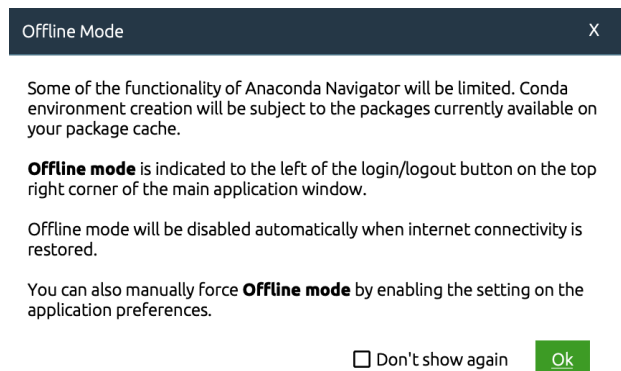 Offline Mode X
Some of the functionality of Anaconda Navigator will be limited. Conda
environment creation will be subject to the packages currently available on
your package cache.
Offline mode is indicated to the left of the login/logout button on the top
right corner of the main application window.
Offline mode will be disabled automatically when internet connectivity is
restored.
You can also manually force Offline mode by enabling the setting on the
application preferences.
Don't show again Ok